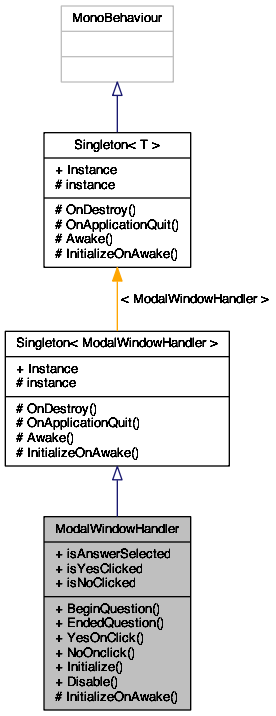 MonoBehaviour
Singleton< T >
+ Instance
# instance
# OnDestroy()
# OnApplicationQuit()
# Awake()
# InitializeOnAwake()
< ModalWindowHandler >
Singleton< ModalWindowHandler >
+ Instance
# instance
# OnDestroy()
# OnApplicationQuit()
# Awake()
# InitializeOnAwake()
ModalWindowHandler
+ isAnswerSelected
+ isYesClicked
+ isNoClicked
+ BeginQuestion()
+ EndedQuestion()
+ YesOnClick()
+ NoOnclick()
+ Initialize()
+ Disable()
# InitializeOnAwake()